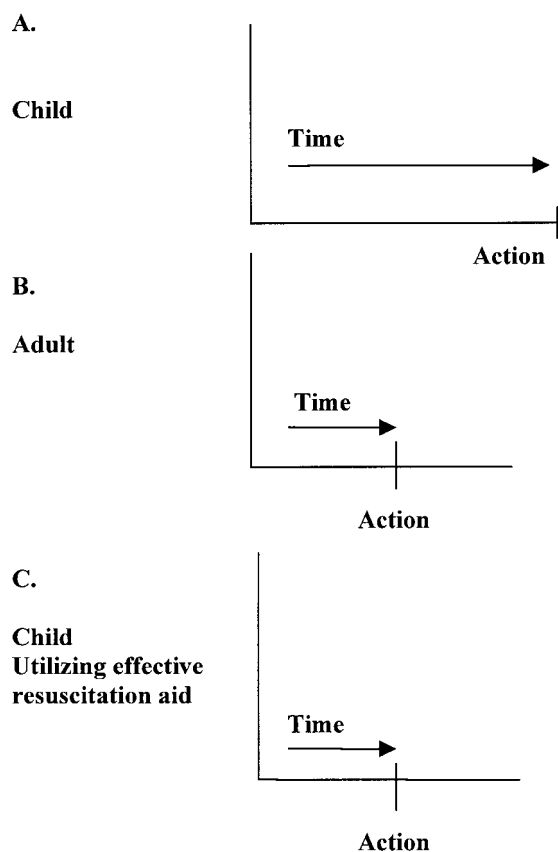 A.
Child
Time
Action
B.
Adult
Time
Action
C.
Child
Utilizing effective
resuscitation aid
Time
Action